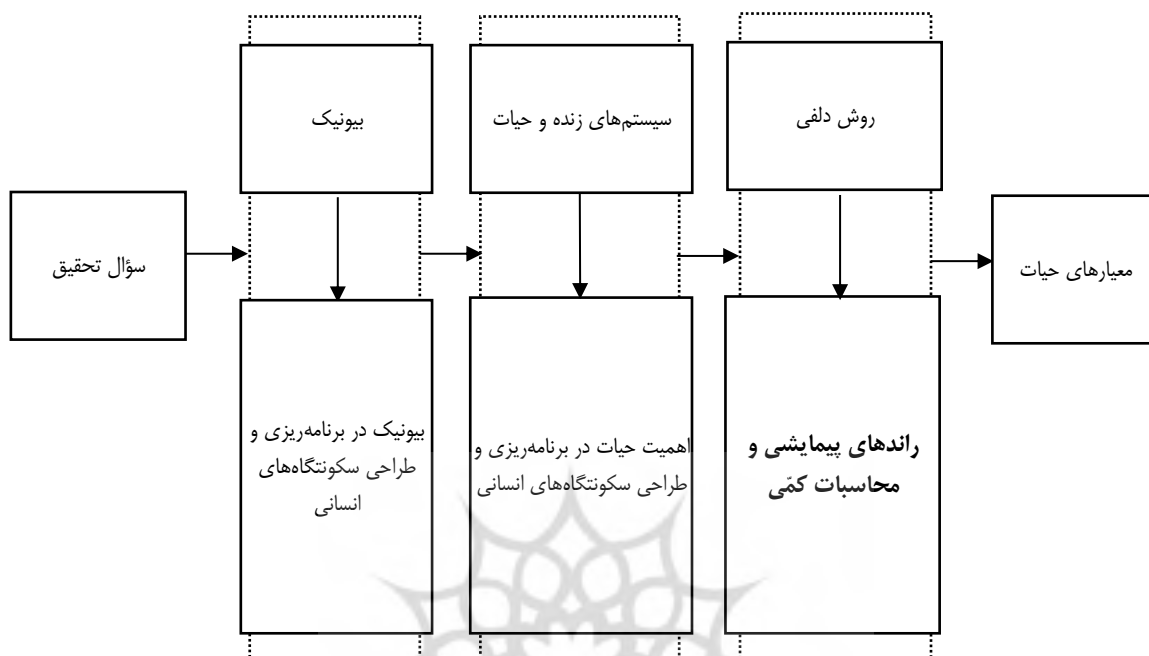 سؤال تحقیق
بیونیک
بیونیک در برنامه‌ریزی و
طراحی سکونتگاه‌های
انسانی
سیستم‌های زنده و حیات
اهمیت حیات در برنامه‌ریزی و
طراحی سکونتگاه‌های انسانی
روش دلفی
راندهای پیمایشی و
محاسبات کمّی
معیارهای حیات